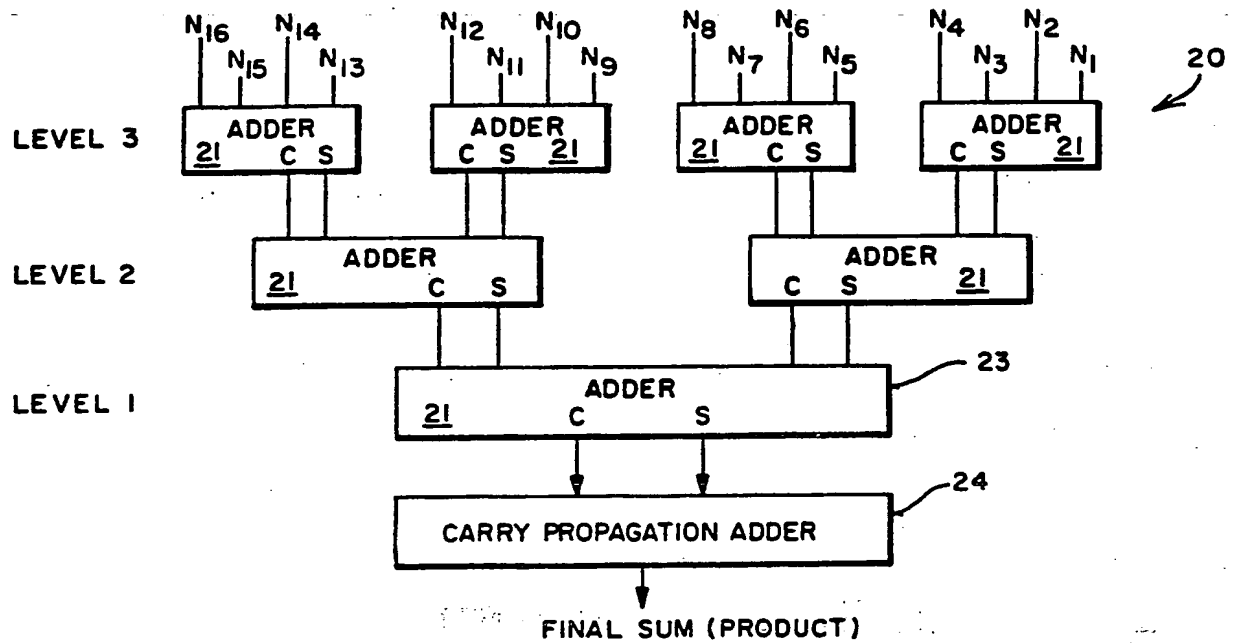 N16 N14 N12 N10 N8 N6 N4 N2
N15 N13 N11 N9 N7 N5 N3 N1
20
LEVEL 3
ADDER ADDER ADDER ADDER
21 C S C S 21 21 C S C S 21
LEVEL 2
ADDER ADDER
21 C S C S 21
LEVEL 1
ADDER
21 C S
23
CARRY PROPAGATION ADDER
24
FINAL SUM (PRODUCT)